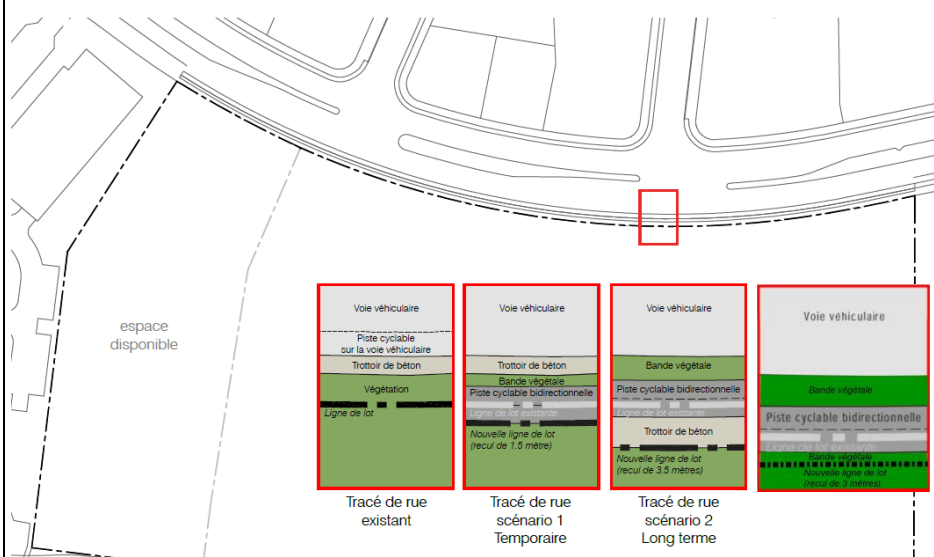 espace
disponible
Voie véhiculaire
Piste cyclable
sur la voie véhiculaire
Trottoir de béton
Végétation
Ligne de lot
Tracé de rue
existant
Voie véhiculaire
Trottoir de béton
Bande végétale
Piste cyclable bidirectionnelle
Ligne de lot existante
Nouvelle ligne de lot
(recul de 1.5 mètre)
Tracé de rue
scénario 1
Temporaire
Voie véhiculaire
Bande végétale
Piste cyclable bidirectionnelle
Ligne de lot existante
Trottoir de béton
Nouvelle ligne de lot
(recul de 3.5 mètres)
Tracé de rue
scénario 2
Long terme
Voie véhiculaire
Bande végétale
Piste cyclable bidirectionnelle
Ligne de lot existante
Bande végétale
Nouvelle ligne de lot
(recul de 3 mètres)